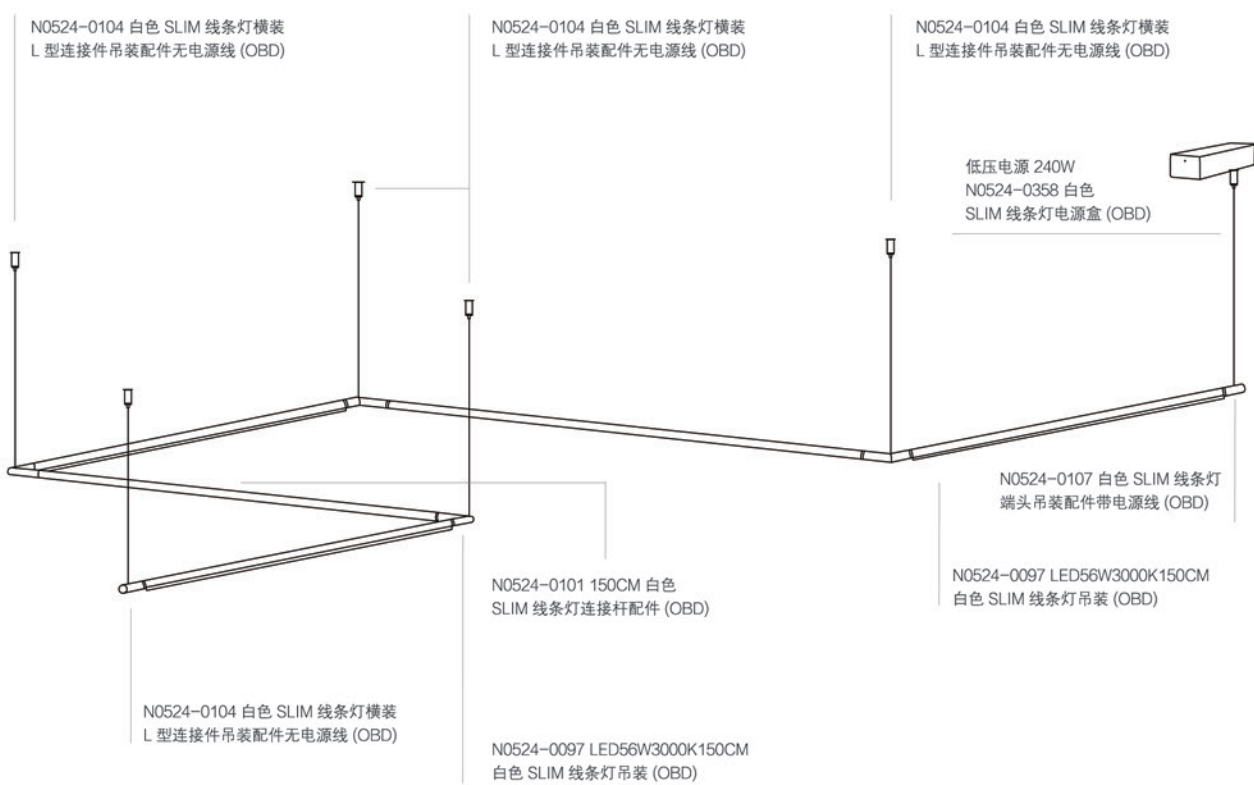 N0524-0104 白色 SLIM 线条灯横装
L 型连接件吊装配件无电源线 (OBD)
N0524-0104 白色 SLIM 线条灯横装
L 型连接件吊装配件无电源线 (OBD)
N0524-0104 白色 SLIM 线条灯横装
L 型连接件吊装配件无电源线 (OBD)
低压电源 240W
N0524-0358 白色
SLIM 线条灯电源盒 (OBD)
N0524-0107 白色 SLIM 线条灯
端头吊装配件带电源线 (OBD)
N0524-0097 LED56W3000K150CM
白色 SLIM 线条灯吊装 (OBD)
N0524-0101 150CM 白色
SLIM 线条灯连接杆配件 (OBD)
N0524-0104 白色 SLIM 线条灯横装
L 型连接件吊装配件无电源线 (OBD)
N0524-0097 LED56W3000K150CM
白色 SLIM 线条灯吊装 (OBD)